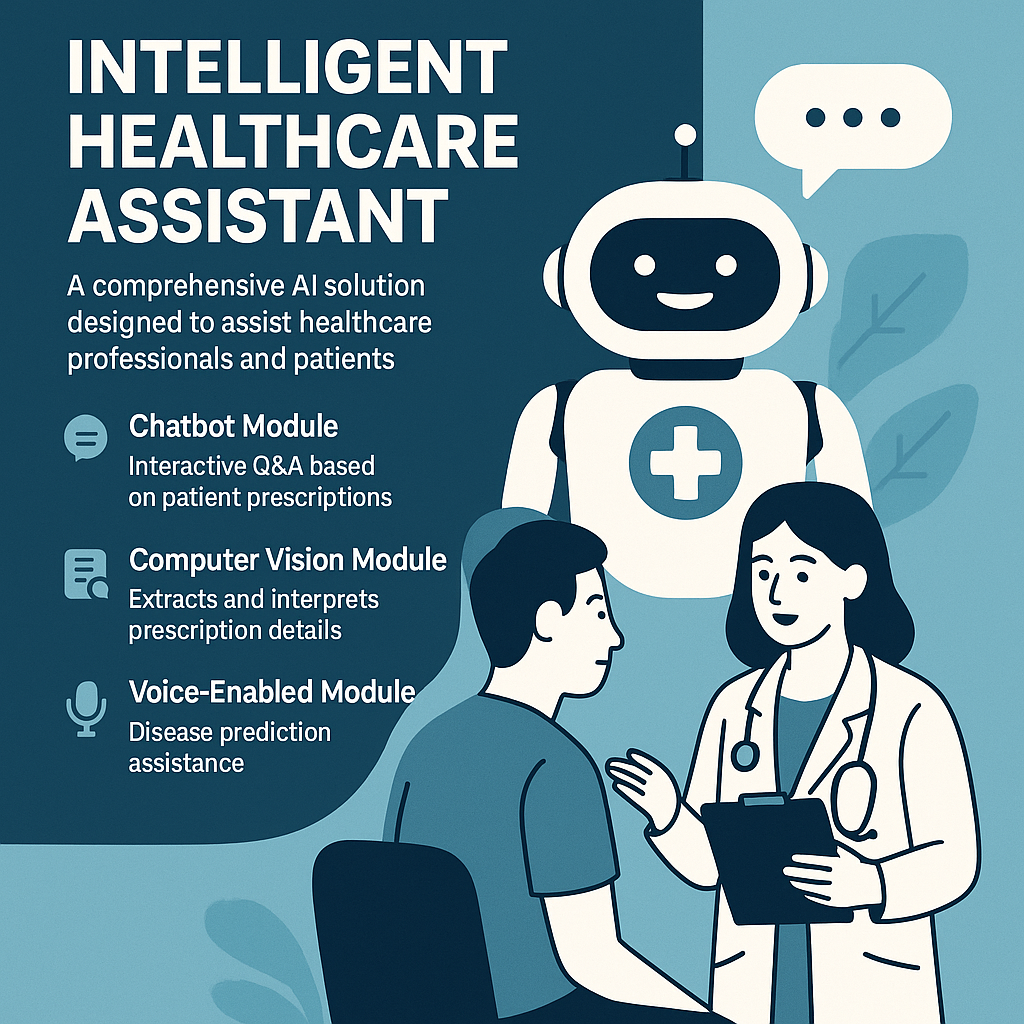 INTELLIGENT
HEALTHCARE
ASSISTANT
A comprehensive AI solution
designed to assist healthcare
professionals and patients
Chatbot Module
Interactive Q&A based
on patient prescriptions
Computer Vision Module
Extracts and interprets
prescription details
Voice-Enabled Module
Disease prediction
assistance